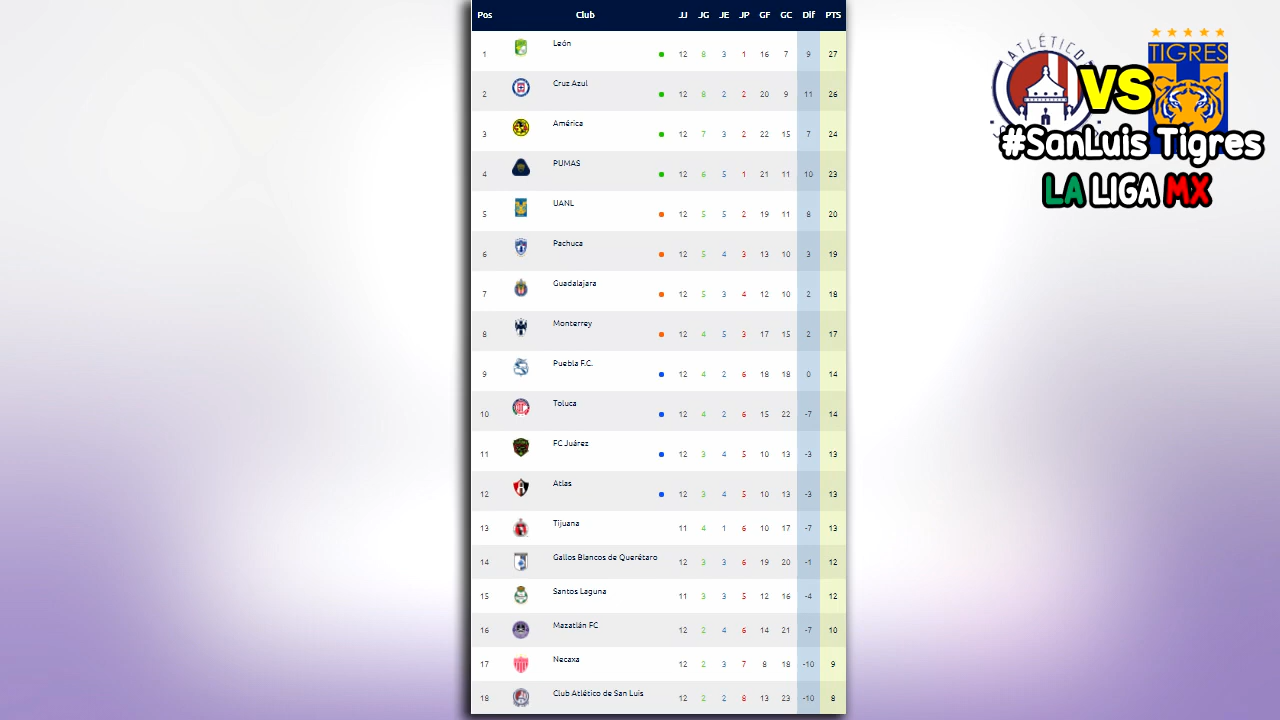 Pos Club JJ JG JE JP GF GC Dif PTS
León 12 8 3 1 16 7 9 27
Cruz Azul 12 8 2 2 20 9 11 26
América 12 7 3 2 22 15 7 24
4 PUMAS 12 6 5 1 21 11 10 23
5 UANL 12 5 5 2 19 11 8 20
6 Pachuca 12 5 4 3 13 10 3 19
7 Guadalajara 12 5 3 4 12 10 2 18
8 Monterrey 12 4 5 3 17 15 2 17
9 Puebla F.C. 12 4 2 6 18 18 0 14
10 Toluca 12 4 2 6 15 22 -7 14
11 FC Juárez 12 3 4 5 10 13 -3 13
12 Atlas 12 3 4 5 10 13 -3 13
13 Tijuana 11 4 1 6 10 17 -7 13
14 Gallos Blancos de Querétaro 12 3 3 6 19 20 -1 12
15 Santos Laguna 11 3 3 5 12 16 -4 12
16 Mazatlán FC 12 2 4 6 14 21 -7 10
17 Necaxa 12 2 3 7 8 18 -10 9
18 Club Atlético de San Luis 12 2 2 8 13 23 -10 8
ATLÉTICO
TIGRES
VS
#SanLuis Tigres
LA LIGA MX